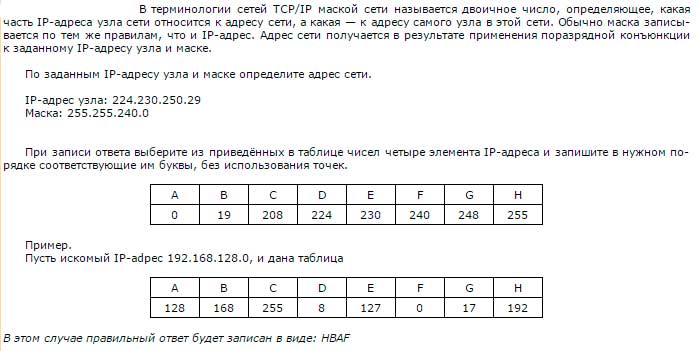 В терминологии сетей TCP/IP маской сети называется двоичное число, определяющее, какая
часть IP-адреса узла сети относится к адресу сети, а какая — к адресу самого узла в этой сети. Обычно маска записы-
вается по тем же правилам, что и IP-адрес. Адрес сети получается в результате применения поразрядной конъюнкции
к заданному IP-адресу узла и маске.
По заданным IP-адресу узла и маске определите адрес сети.
IP-адрес узла: 224.230.250.29
Маска: 255.255.240.0
При записи ответа выберите из приведённых в таблице чисел четыре элемента IP-адреса и запишите в нужном по-
рядке соответствующие им буквы, без использования точек.
A B C D E F G H
0 19 208 224 230 240 248 255
Пример.
Пусть искомый IP-адрес 192.168.128.0, и дана таблица
A B C D E F G H
128 168 255 8 127 0 17 192
В этом случае правильный ответ будет записан в виде: HBAF